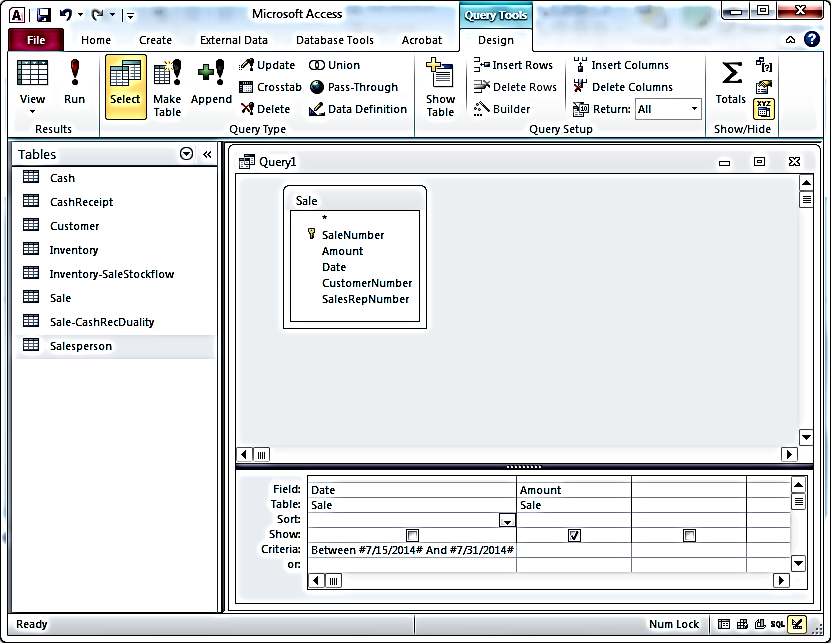 A Microsoft Access Query Tools
File Home Create External Data Database Tools Acrobat Design
View
Run
Select
Make Table
Append
Update
Crosstab
Delete
Union
Pass-Through
Data Definition
Show Table
Insert Rows
Delete Rows
Builder
Insert Columns
Delete Columns
Return: All
Totals
XYZ
Results Query Type Query Setup Show/Hide
Tables
Cash
CashReceipt
Customer
Inventory
Inventory-SaleStockflow
Sale
Sale-CashRecDuality
Salesperson
Query1
Sale
*
SaleNumber
Amount
Date
CustomerNumber
SalesRepNumber
Field: Date Amount
Table: Sale Sale
Sort:
Show:
Criteria: Between #7/15/2014# And #7/31/2014#
or:
Ready Num Lock SQL